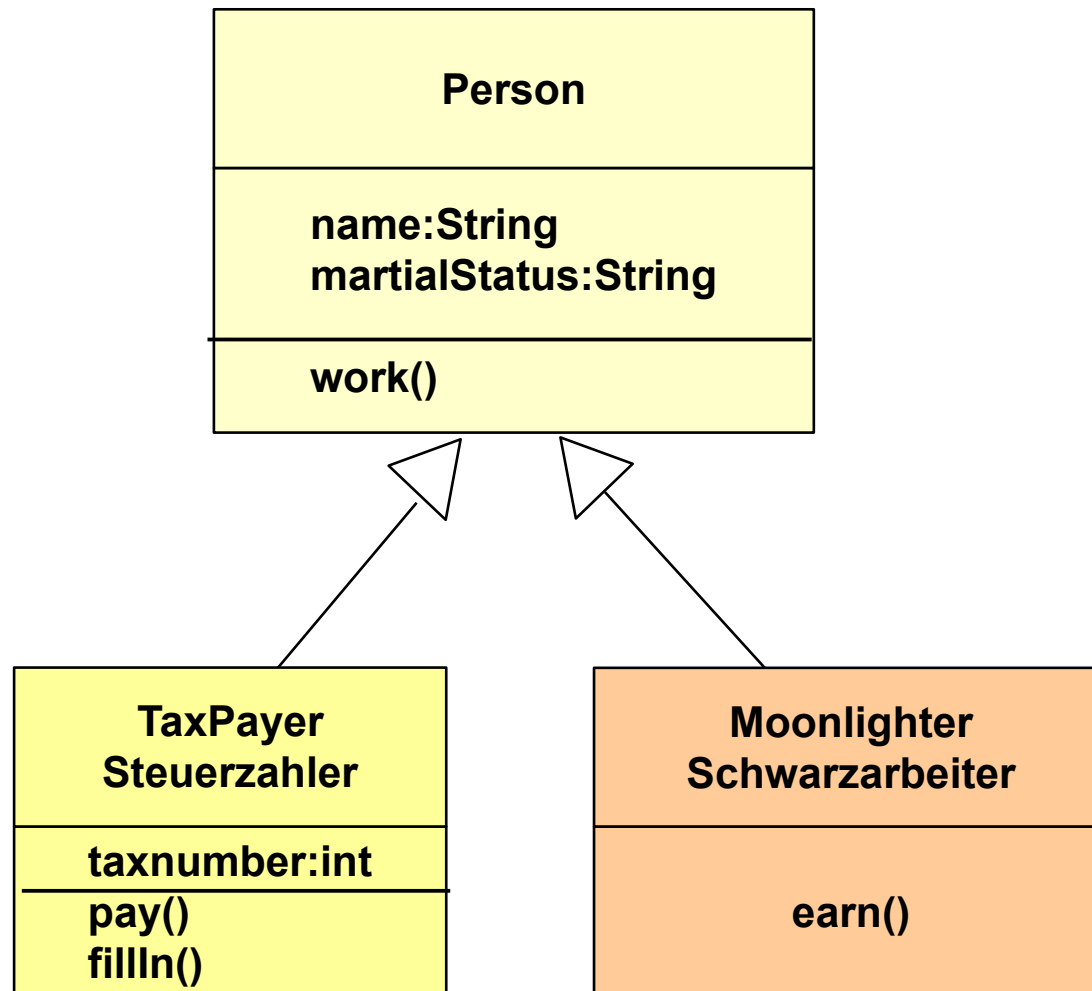 Person
name:String
martialStatus:String
work()
TaxPayer
Steuerzahler
taxnumber:int
pay()
fillIn()
Moonlighter
Schwarzarbeiter
earn()